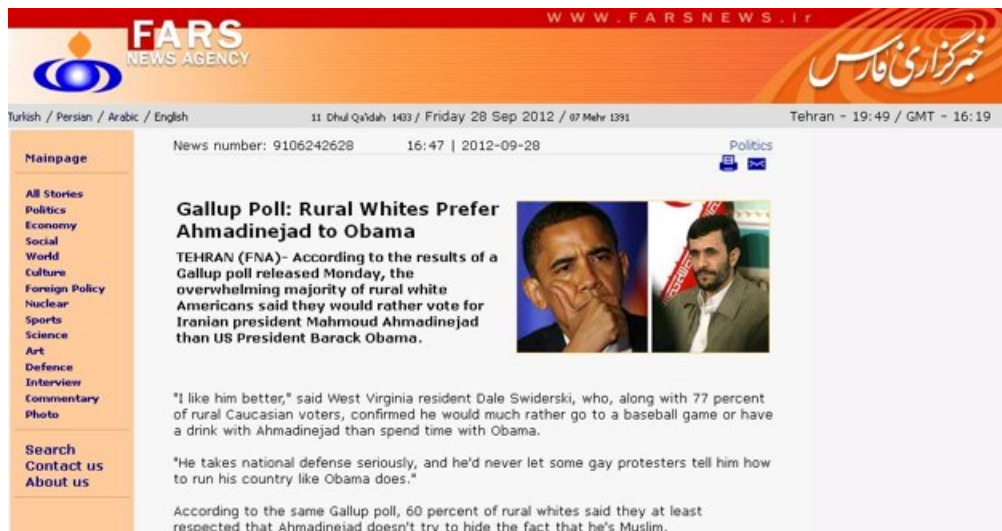 WWW.FARSNEWS.ir
FARS
NEWS AGENCY
خبرگزاری فارس
Turkish / Persian / Arabic / English
11 Dhul Qa'idah 1433 / Friday 28 Sep 2012 / 07 Mehr 1391
Tehran - 19:49 / GMT - 16:19
Mainpage
All Stories
Politics
Economy
Social
World
Culture
Foreign Policy
Nuclear
Sports
Science
Art
Defence
Interview
Commentary
Photo
Search
Contact us
About us
News number: 9106242628
16:47 | 2012-09-28
Politics
Gallup Poll: Rural Whites Prefer
Ahmadinejad to Obama
TEHRAN (FNA)- According to the results of a
Gallup poll released Monday, the
overwhelming majority of rural white
Americans said they would rather vote for
Iranian president Mahmoud Ahmadinejad
than US President Barack Obama.
"I like him better," said West Virginia resident Dale Swiderski, who, along with 77 percent
of rural Caucasian voters, confirmed he would much rather go to a baseball game or have
a drink with Ahmadinejad than spend time with Obama.
"He takes national defense seriously, and he'd never let some gay protesters tell him how
to run his country like Obama does."
According to the same Gallup poll, 60 percent of rural whites said they at least
respected that Ahmadinejad doesn't try to hide the fact that he's Muslim.